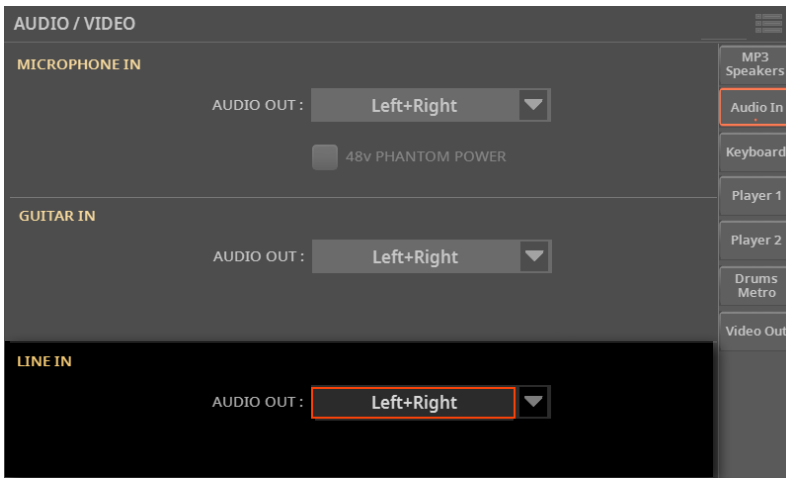 AUDIO / VIDEO
MICROPHONE IN
AUDIO OUT :
Left+Right
48v PHANTOM POWER
GUITAR IN
AUDIO OUT :
Left+Right
LINE IN
AUDIO OUT :
Left+Right
MP3
Speakers
Audio In
Keyboard
Player 1
Player 2
Drums
Metro
Video Out